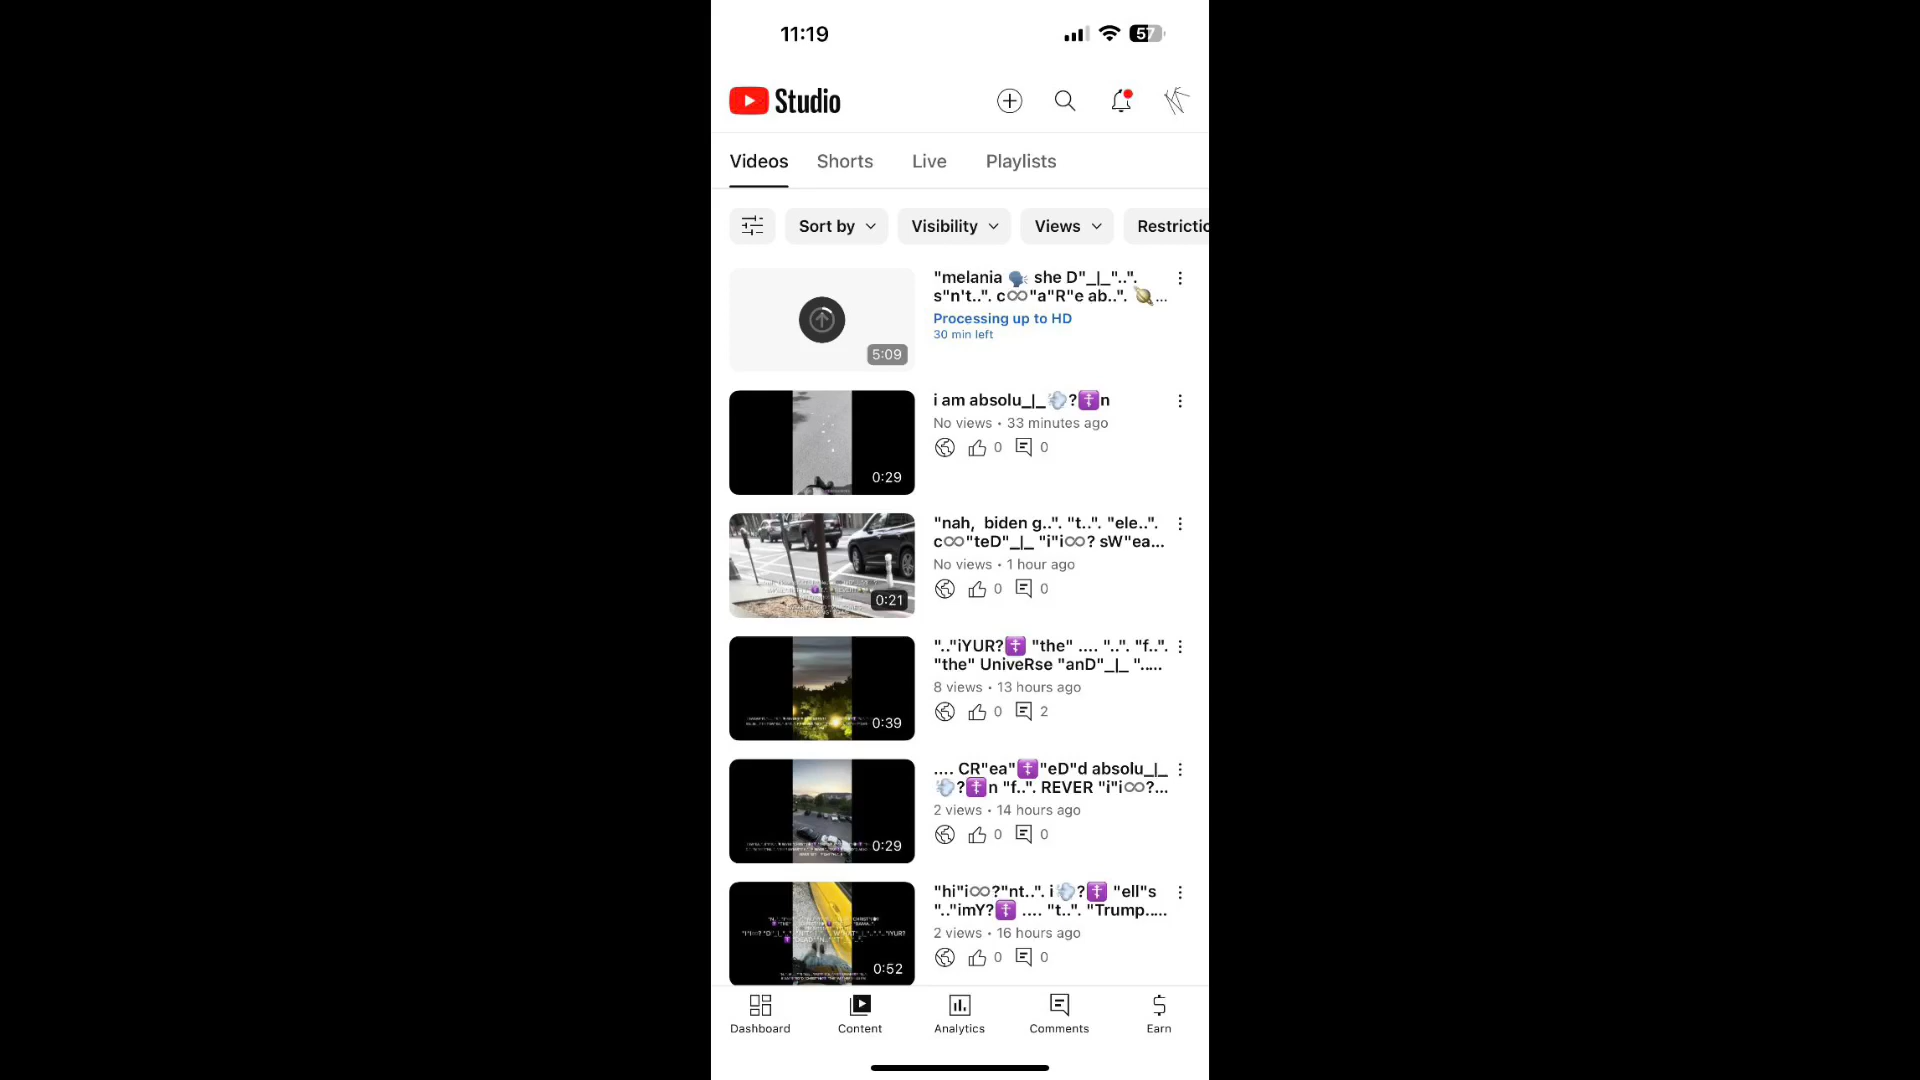 11:19
57
Studio
Videos Shorts Live Playlists
Sort by Visibility Views Restrictio
"melania 🗣️ she D"_|_"..".
s"n't..". c♾"a"R"e ab..". 🪐...
Processing up to HD
30 min left
5:09
i am absolu_|_💨?☦️n
No views • 33 minutes ago
0 0
0:29
"nah, biden g..". "t..". "ele..".
c♾"teD"_|_ "i"i♾? sW"ea...
No views • 1 hour ago
0 0
0:21
".."iYUR?☦️ "the" .... "..". "f..".
"the" UniveRse "anD"_|_ ".....
8 views • 13 hours ago
0 2
0:39
.... CR"ea"☦️"eD"d absolu_|_
💨?☦️n "f..". REVER "i"i♾?...
2 views • 14 hours ago
0 0
0:29
"hi"i♾?"nt..". i💨?☦️ "ell"s
".."imY?☦️ .... "t..". "Trump.....
2 views • 16 hours ago
0 0
0:52
Dashboard Content Analytics Comments Earn